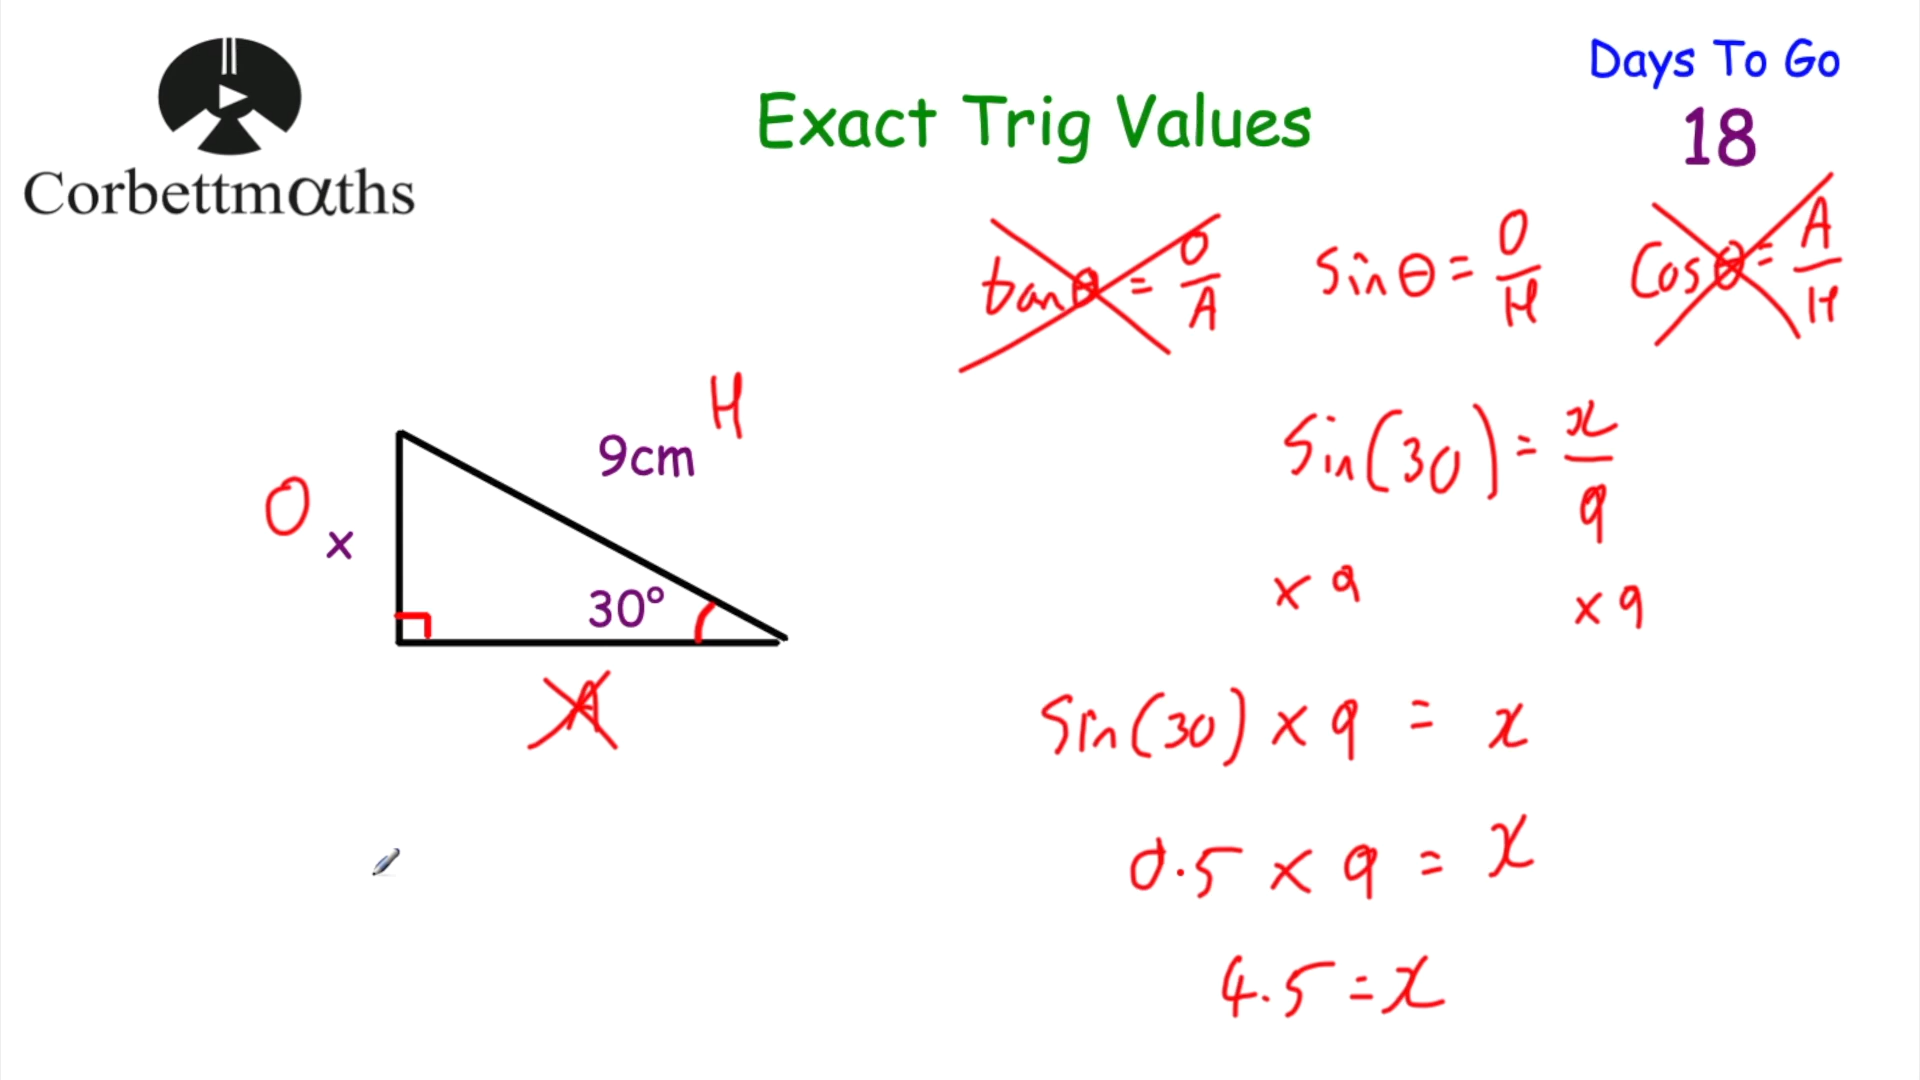 Corbettmαths
Exact Trig Values
Days To Go
18
tanθ = O/A
Sinθ = O/H
Cosθ = A/H
H
9cm
O
x
30°
A
Sin(30) = x/9
× 9 × 9
Sin(30) × 9 = x
0.5 × 9 = x
4.5 = x